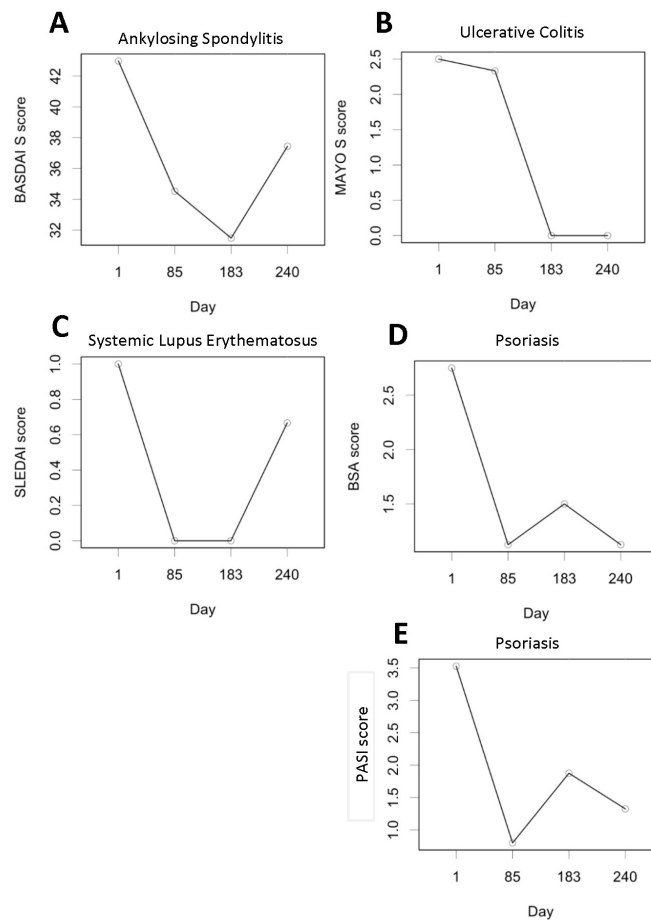 A
Ankylosing Spondylitis
BASDAI S score
42
40
38
36
34
32
1 85 183 240
Day
B
Ulcerative Colitis
MAYO S score
2.5
2.0
1.5
1.0
0.5
0.0
1 85 183 240
Day
C
Systemic Lupus Erythematosus
SLEDAI score
1.0
0.8
0.6
0.4
0.2
0.0
1 85 183 240
Day
D
Psoriasis
BSA score
2.5
2.0
1.5
1 85 183 240
Day
E
Psoriasis
PASI score
3.5
3.0
2.5
2.0
1.5
1.0
1 85 183 240
Day